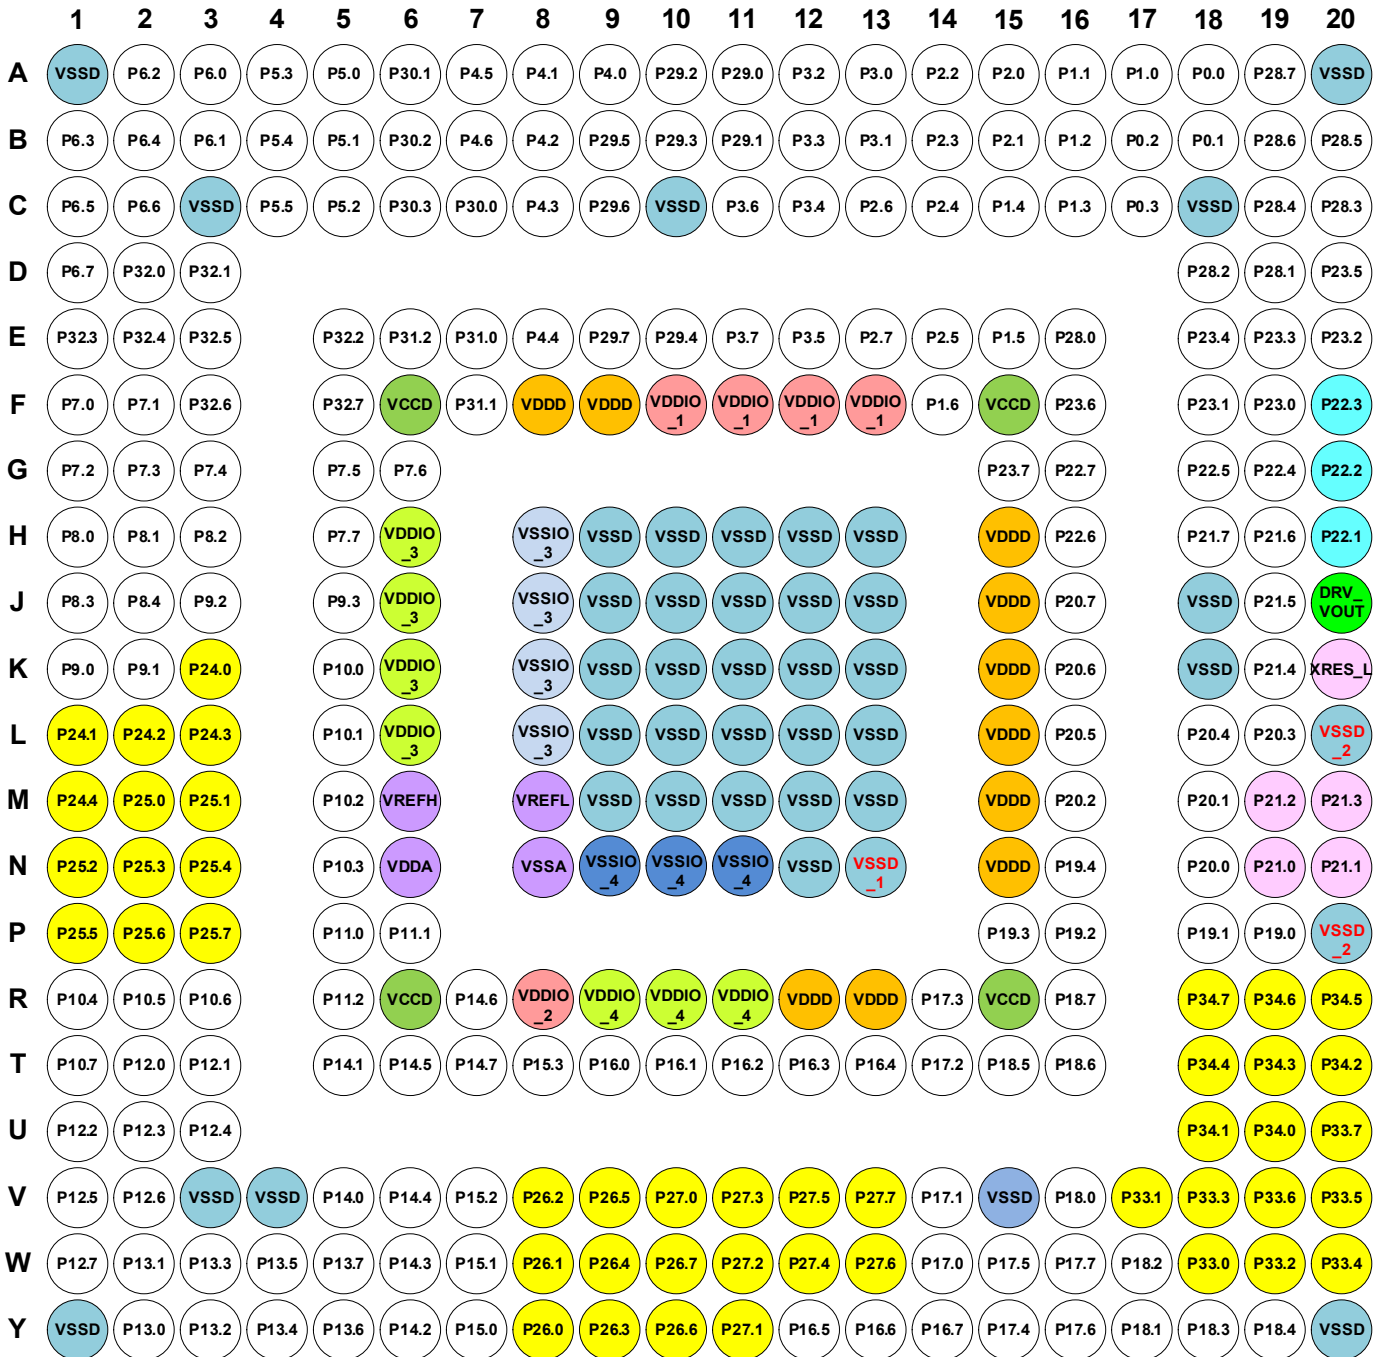 1 2 3 4 5 6 7 8 9 10 11 12 13 14 15 16 17 18 19 20
A VSSD P6.2 P6.0 P5.3 P5.0 P30.1 P4.5 P4.1 P4.0 P29.2 P29.0 P3.2 P3.0 P2.2 P2.0 P1.1 P1.0 P0.0 P28.7 VSSD
B P6.3 P6.4 P6.1 P5.4 P5.1 P30.2 P4.6 P4.2 P29.5 P29.3 P29.1 P3.3 P3.1 P2.3 P2.1 P1.2 P0.2 P0.1 P28.6 P28.5
C P6.5 P6.6 VSSD P5.5 P5.2 P30.3 P30.0 P4.3 P29.6 VSSD P3.6 P3.4 P2.6 P2.4 P1.4 P1.3 P0.3 VSSD P28.4 P28.3
D P6.7 P32.0 P32.1 P28.2 P28.1 P23.5
E P32.3 P32.4 P32.5 P32.2 P31.2 P31.0 P4.4 P29.7 P29.4 P3.7 P3.5 P2.7 P2.5 P1.5 P28.0 P23.4 P23.3 P23.2
F P7.0 P7.1 P32.6 P32.7 VCCD P31.1 VDDD VDDD VDDIO_1 VDDIO_1 VDDIO_1 VDDIO_1 P1.6 VCCD P23.6 P23.1 P23.0 P22.3
G P7.2 P7.3 P7.4 P7.5 P7.6 P23.7 P22.7 P22.5 P22.4 P22.2
H P8.0 P8.1 P8.2 P7.7 VDDIO_3 VSSIO_3 VSSD VSSD VSSD VSSD VSSD VDDD P22.6 P21.7 P21.6 P22.1
J P8.3 P8.4 P9.2 P9.3 VDDIO_3 VSSIO_3 VSSD VSSD VSSD VSSD VSSD VDDD P20.7 VSSD P21.5 DRV_VOUT
K P9.0 P9.1 P24.0 P10.0 VDDIO_3 VSSIO_3 VSSD VSSD VSSD VSSD VSSD VDDD P20.6 VSSD P21.4 XRES_L
L P24.1 P24.2 P24.3 P10.1 VDDIO_3 VSSIO_3 VSSD VSSD VSSD VSSD VSSD VDDD P20.5 P20.4 P20.3 VSSD_2
M P24.4 P25.0 P25.1 P10.2 VREFH VREFL VSSD VSSD VSSD VSSD VSSD VDDD P20.2 P20.1 P21.2 P21.3
N P25.2 P25.3 P25.4 P10.3 VDDA VSSA VSSIO_4 VSSIO_4 VSSIO_4 VSSD VSSD_1 VDDD P19.4 P20.0 P21.0 P21.1
P P25.5 P25.6 P25.7 P11.0 P11.1 P19.3 P19.2 P19.1 P19.0 VSSD_2
R P10.4 P10.5 P10.6 P11.2 VCCD P14.6 VDDIO_2 VDDIO_4 VDDIO_4 VDDIO_4 VDDD VDDD P17.3 VCCD P18.7 P34.7 P34.6 P34.5
T P10.7 P12.0 P12.1 P14.1 P14.5 P14.7 P15.3 P16.0 P16.1 P16.2 P16.3 P16.4 P17.2 P18.5 P18.6 P34.4 P34.3 P34.2
U P12.2 P12.3 P12.4 P34.1 P34.0 P33.7
V P12.5 P12.6 VSSD VSSD P14.0 P14.4 P15.2 P26.2 P26.5 P27.0 P27.3 P27.5 P27.7 P17.1 VSSD P18.0 P33.1 P33.3 P33.6 P33.5
W P12.7 P13.1 P13.3 P13.5 P13.7 P14.3 P15.1 P26.1 P26.4 P26.7 P27.2 P27.4 P27.6 P17.0 P17.5 P17.7 P18.2 P33.0 P33.2 P33.4
Y VSSD P13.0 P13.2 P13.4 P13.6 P14.2 P15.0 P26.0 P26.3 P26.6 P27.1 P16.5 P16.6 P16.7 P17.4 P17.6 P18.1 P18.3 P18.4 VSSD